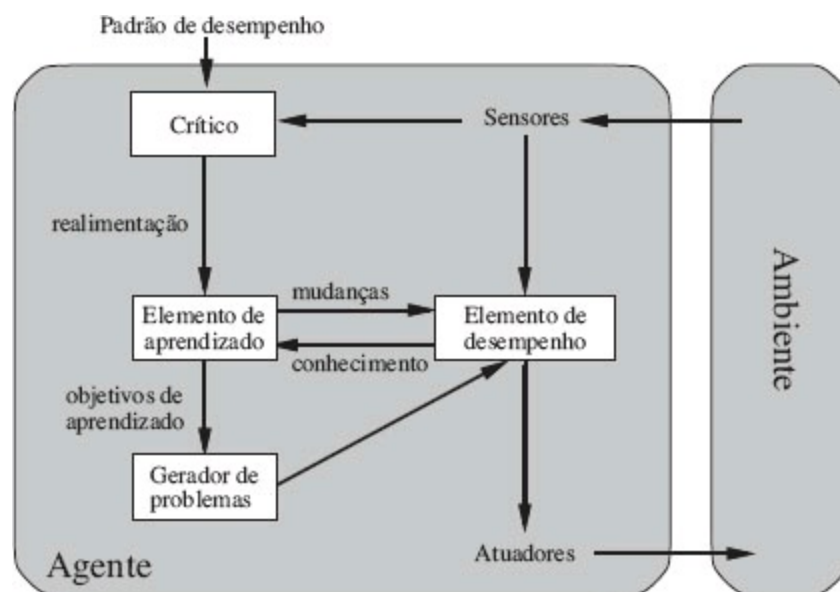 Padrão de desempenho
Crítico
Sensores
realimentação
mudanças
Elemento de
aprendizado
Elemento de
desempenho
conhecimento
objetivos de
aprendizado
Gerador de
problemas
Agente
Atuadores
Ambiente